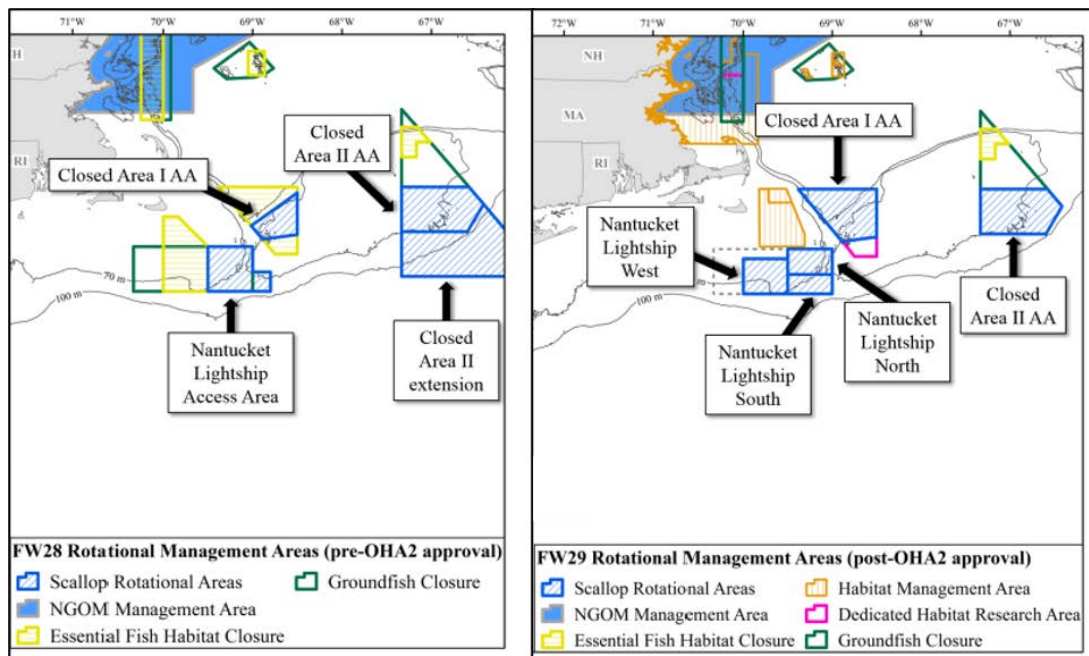 71°W
70°W
69°W
68°W
67°W
H
MA
RI
Closed
Area II AA
Closed Area I AA
70 m
100 m
Nantucket
Lightship
Access Area
Closed
Area II
extension
FW28 Rotational Management Areas (pre-OHA2 approval)
Scallop Rotational Areas
Groundfish Closure
NGOM Management Area
Essential Fish Habitat Closure
72°W
71°W
70°W
69°W
68°W
67°W
NH
MA
RI
Closed Area I AA
Nantucket
Lightship
West
70 m
100 m
Nantucket
Lightship
South
Nantucket
Lightship
North
Closed
Area II AA
FW29 Rotational Management Areas (post-OHA2 approval)
Scallop Rotational Areas
Habitat Management Area
NGOM Management Area
Dedicated Habitat Research Area
Essential Fish Habitat Closure
Groundfish Closure